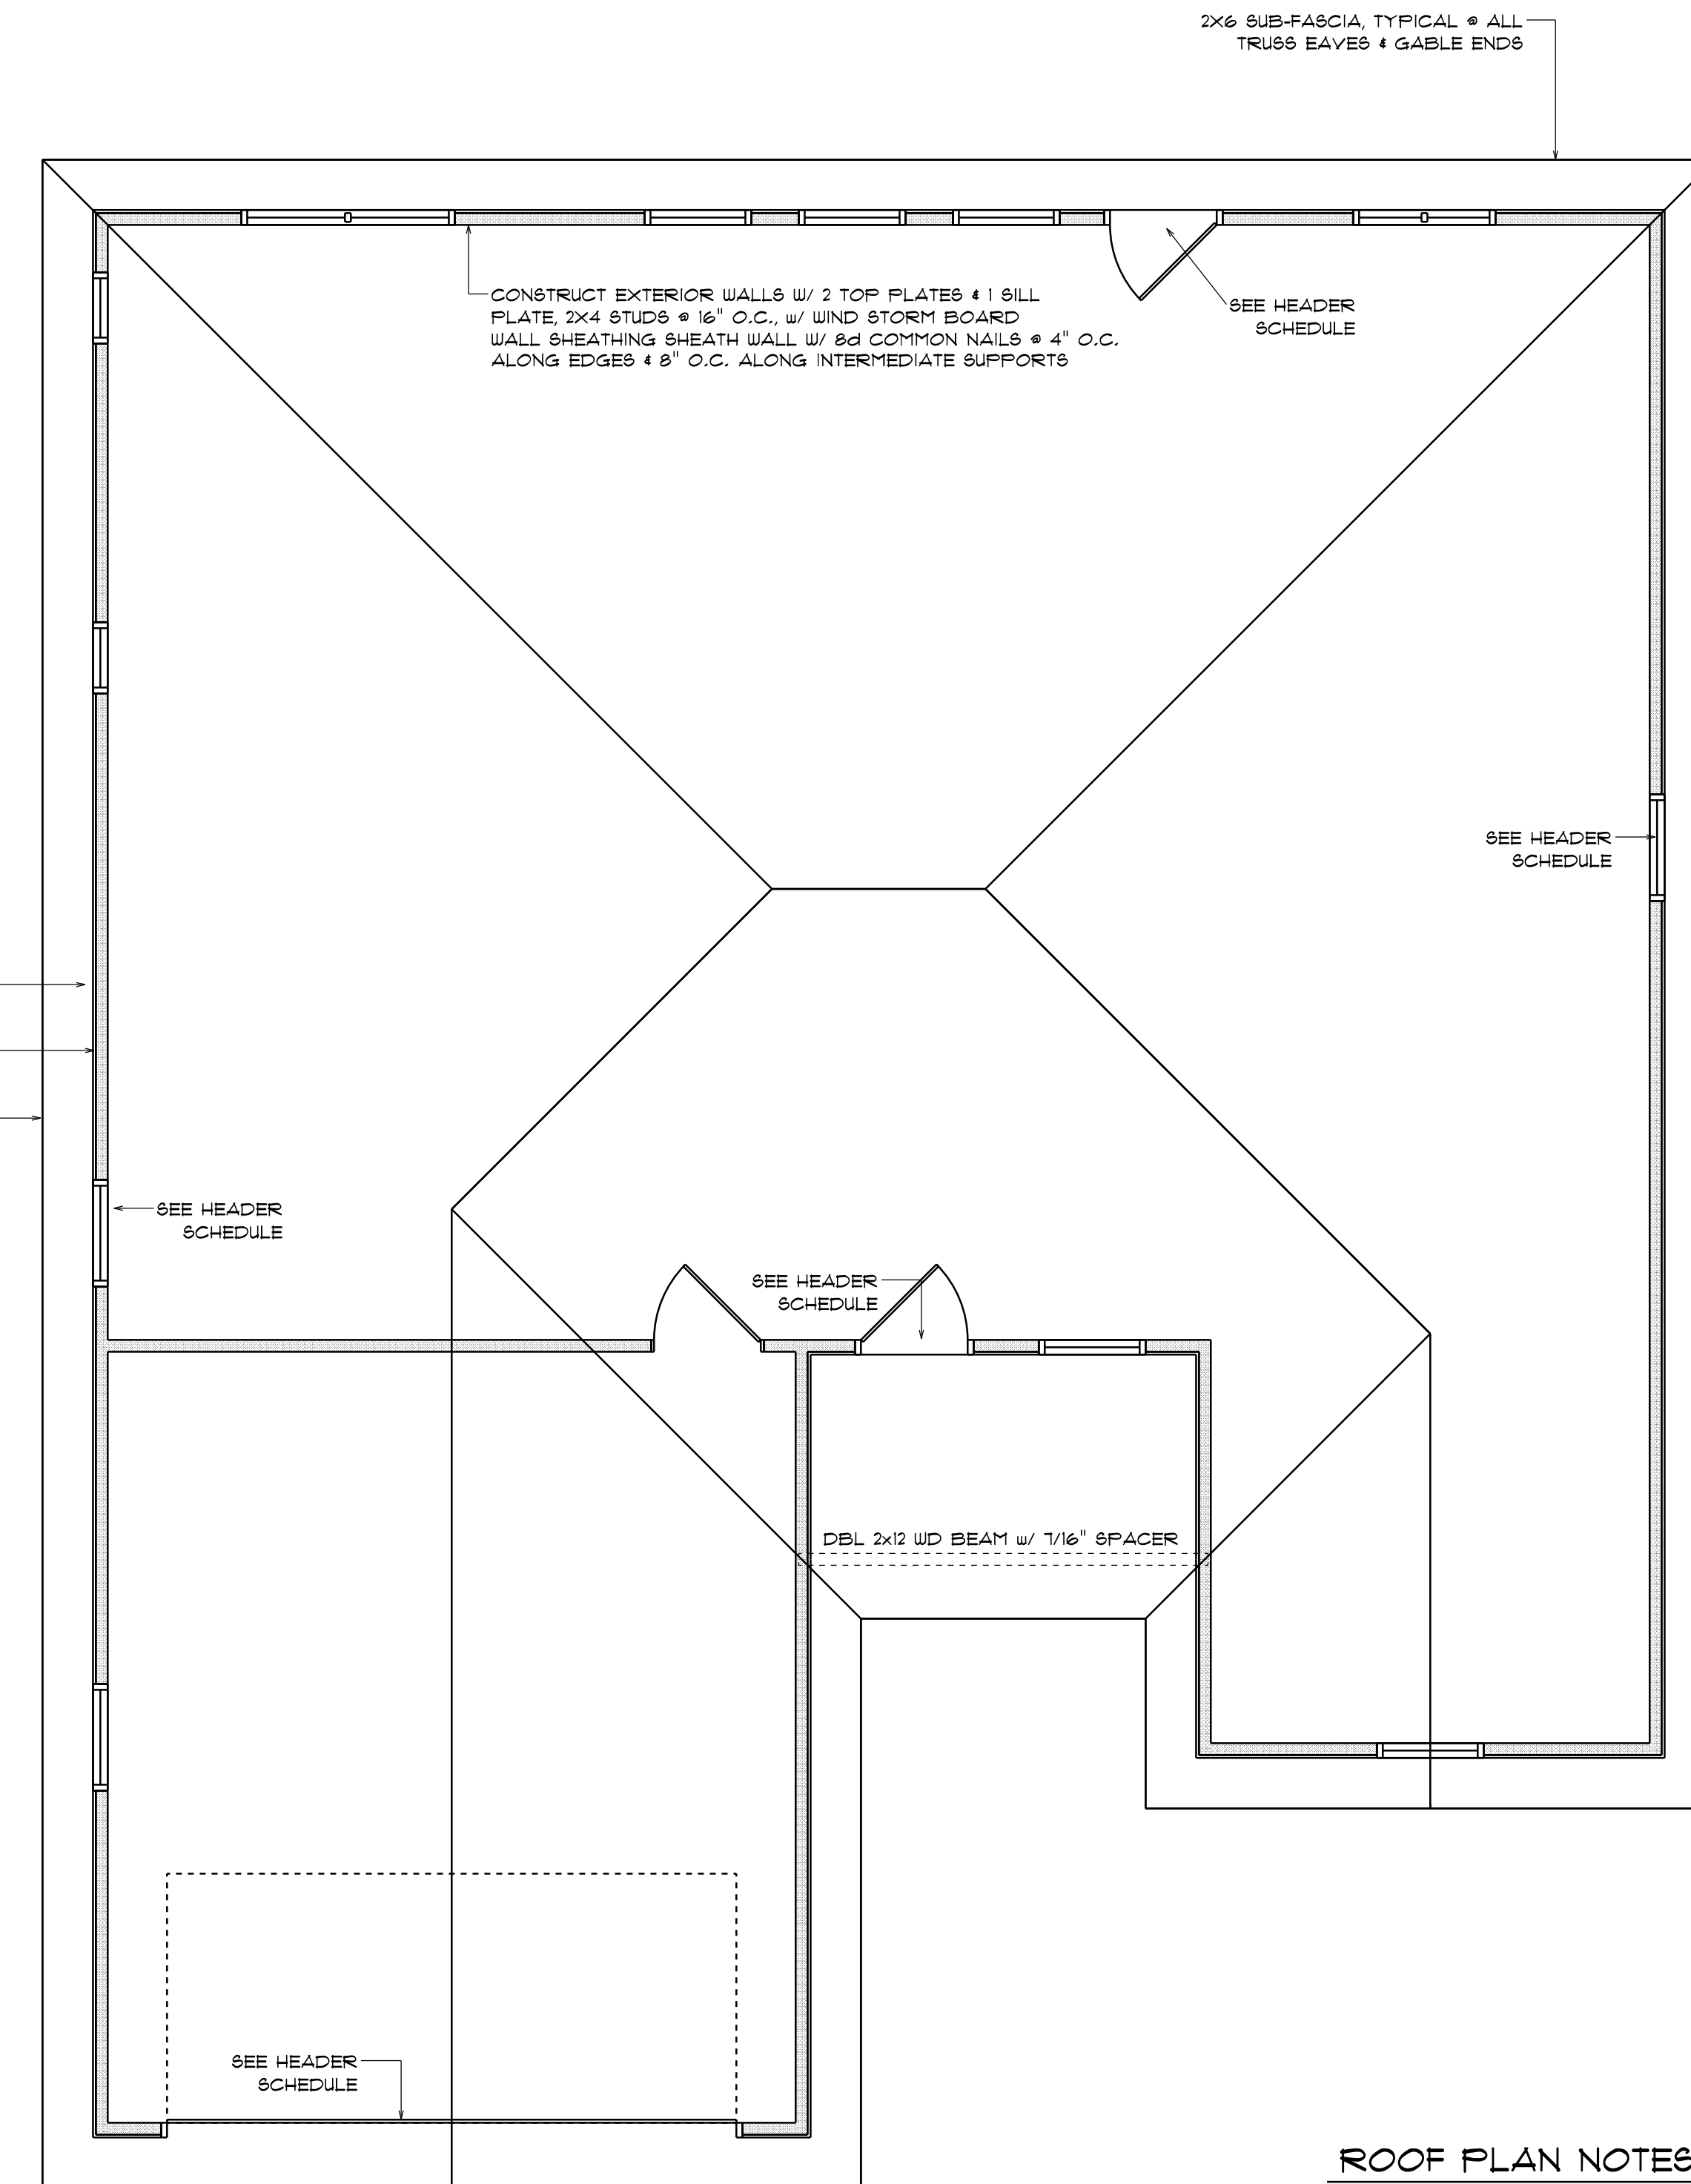 2X6 SUB-FASCIA, TYPICAL @ ALL
TRUSS EAVES & GABLE ENDS
CONSTRUCT EXTERIOR WALLS W/ 2 TOP PLATES & 1 SILL
PLATE, 2X4 STUDS @ 16" O.C., w/ WIND STORM BOARD
WALL SHEATHING SHEATH WALL W/ 8d COMMON NAILS @ 4" O.C.
ALONG EDGES & 8" O.C. ALONG INTERMEDIATE SUPPORTS
SEE HEADER
SCHEDULE
SEE HEADER
SCHEDULE
SEE HEADER
SCHEDULE
SEE HEADER
SCHEDULE
DBL 2x12 WD BEAM w/ 7/16" SPACER
SEE HEADER
SCHEDULE
ROOF PLAN NOTES